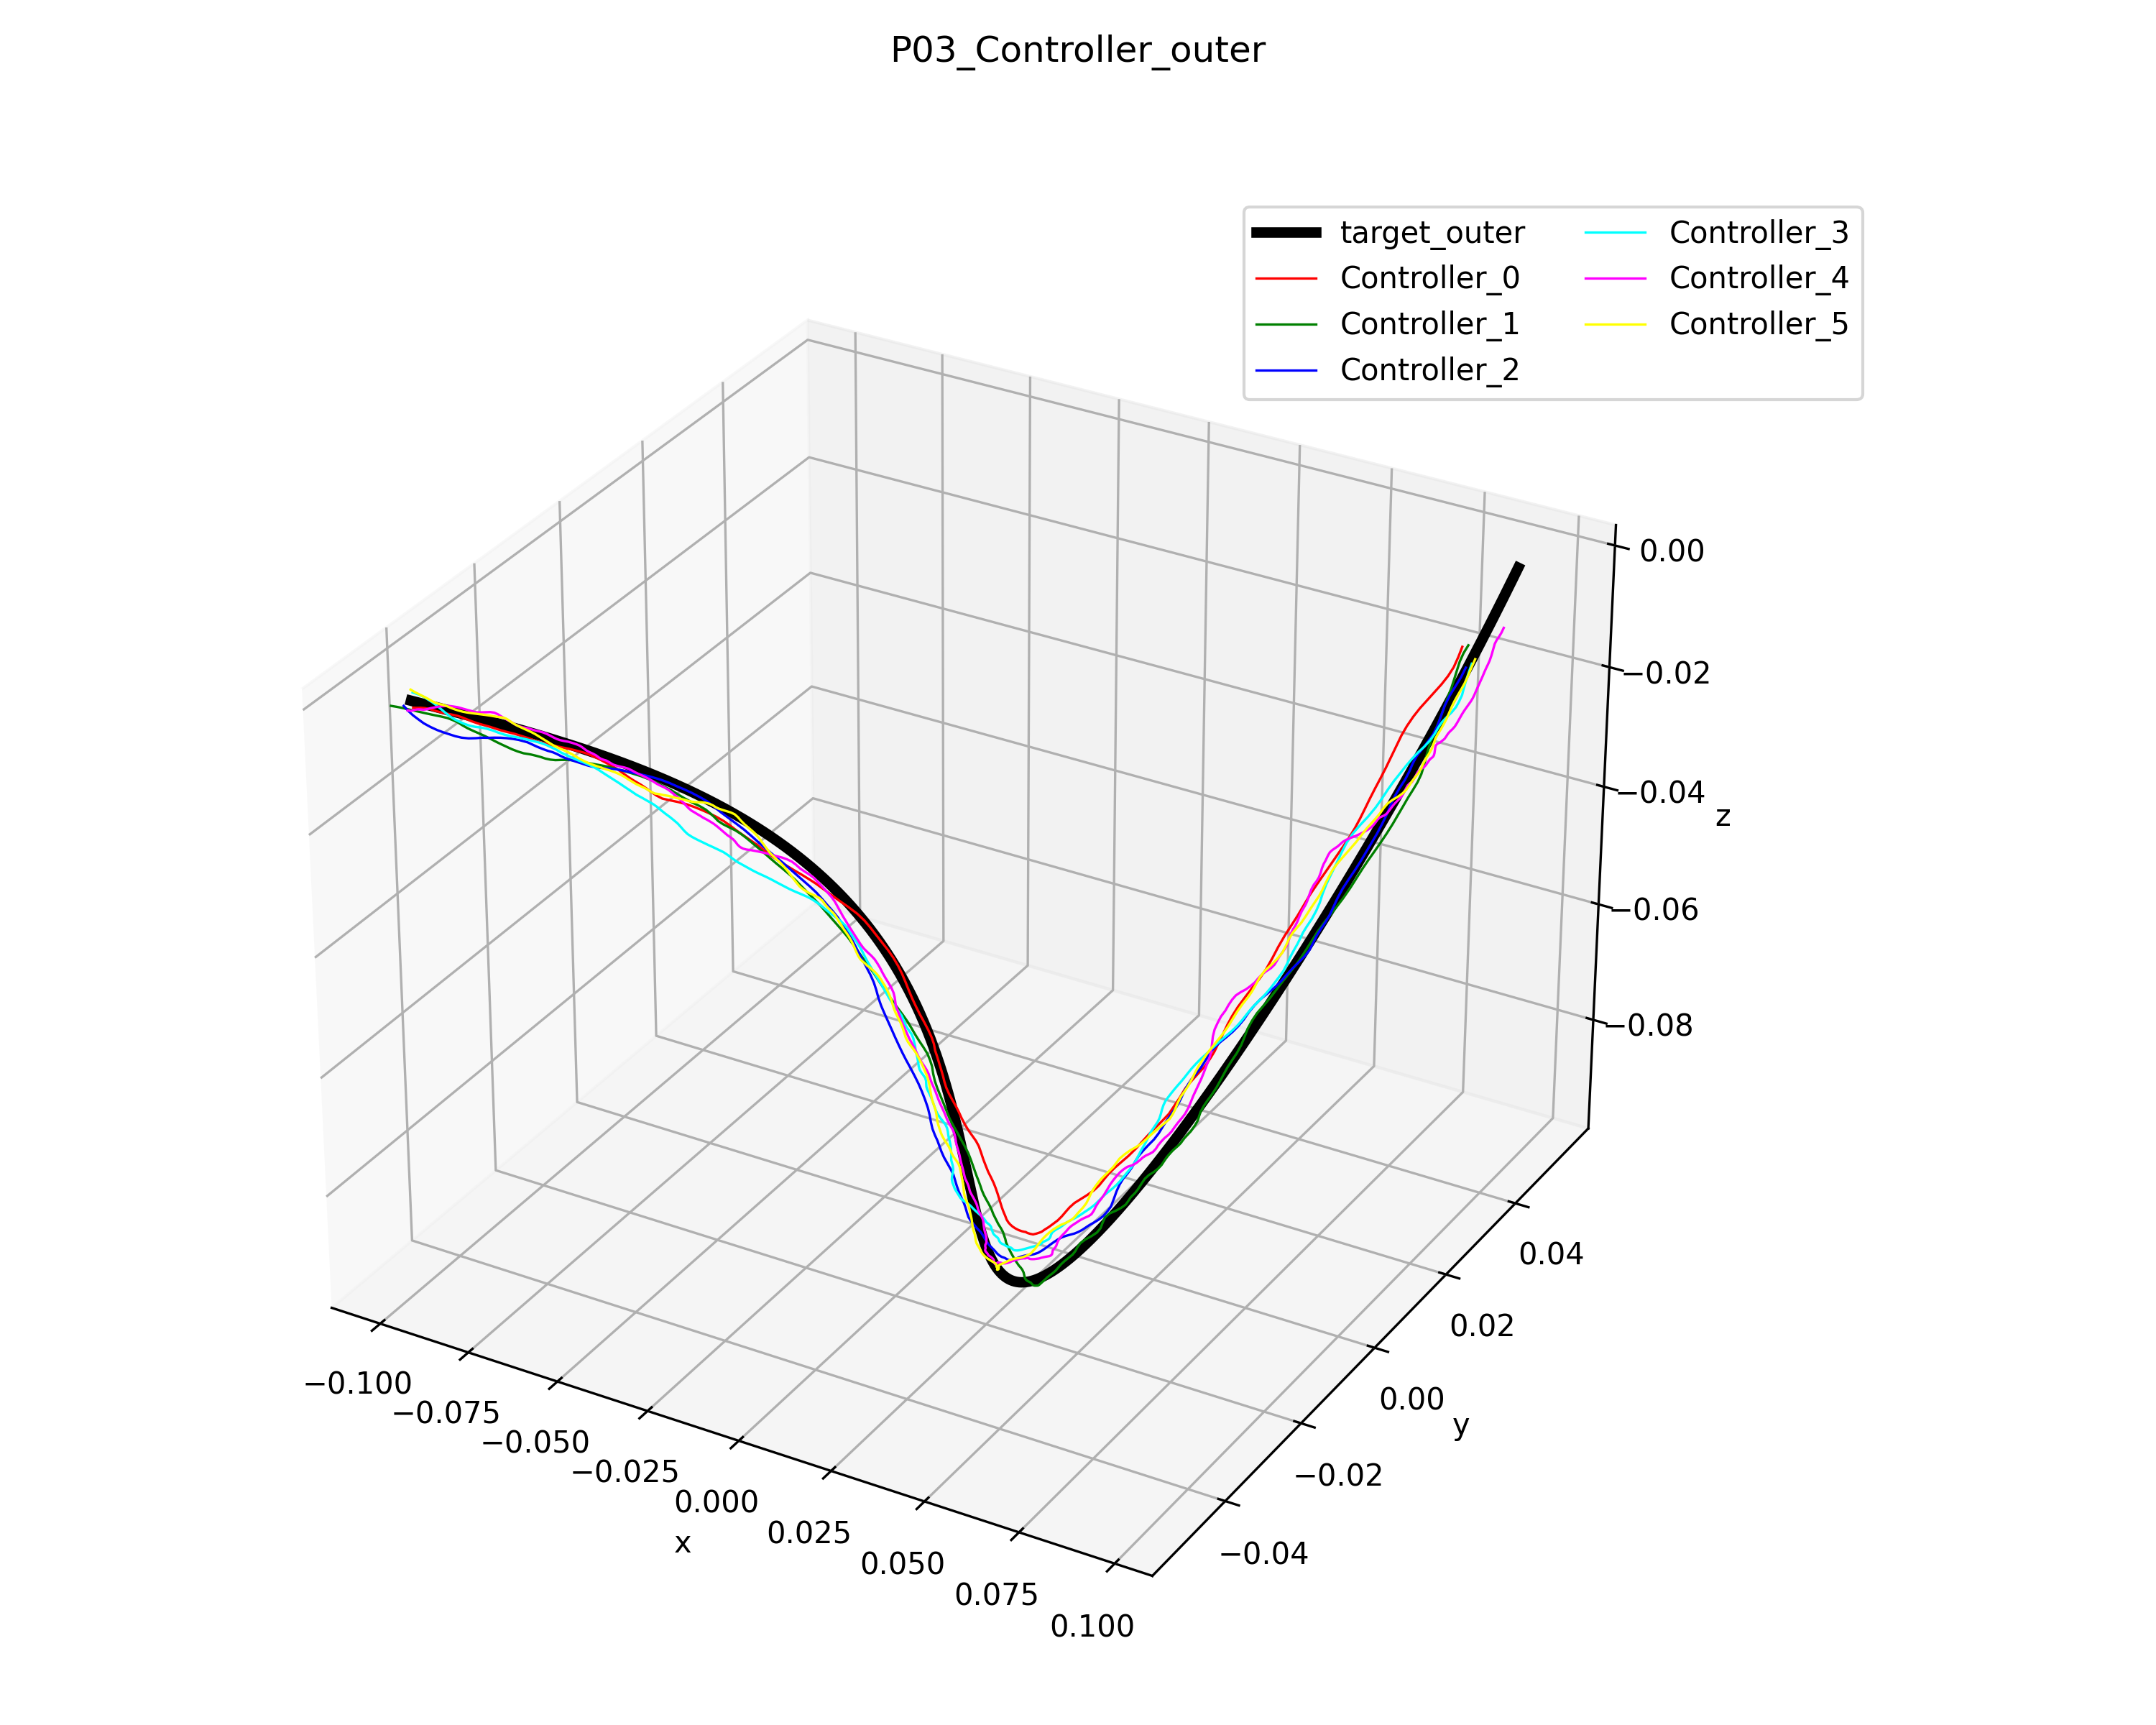 P03_Controller_outer
target_outer
Controller_0
Controller_1
Controller_2
Controller_3
Controller_4
Controller_5
0.00
−0.02
−0.04
z
−0.06
−0.08
0.04
0.02
0.00
y
−0.02
−0.04
−0.100
−0.075
−0.050
−0.025
0.000
x
0.025
0.050
0.075
0.100